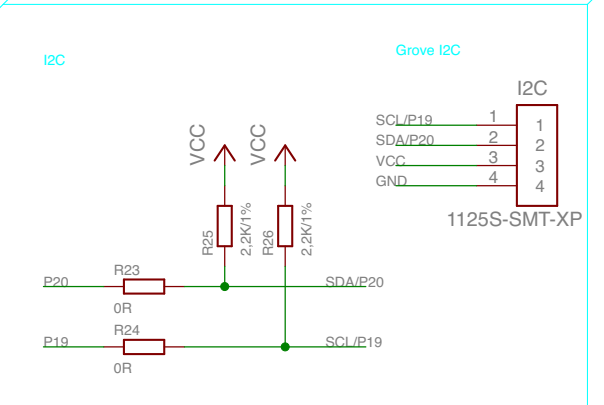 I2C
Grove I2C
I2C
SCL/P19 1 1
SDA/P20 2 2
VCC 3 3
GND 4 4
1125S-SMT-XP
VCC
VCC
R25
2,2K/1%
R26
2,2K/1%
P20
R23
0R
SDA/P20
P19
R24
0R
SCL/P19